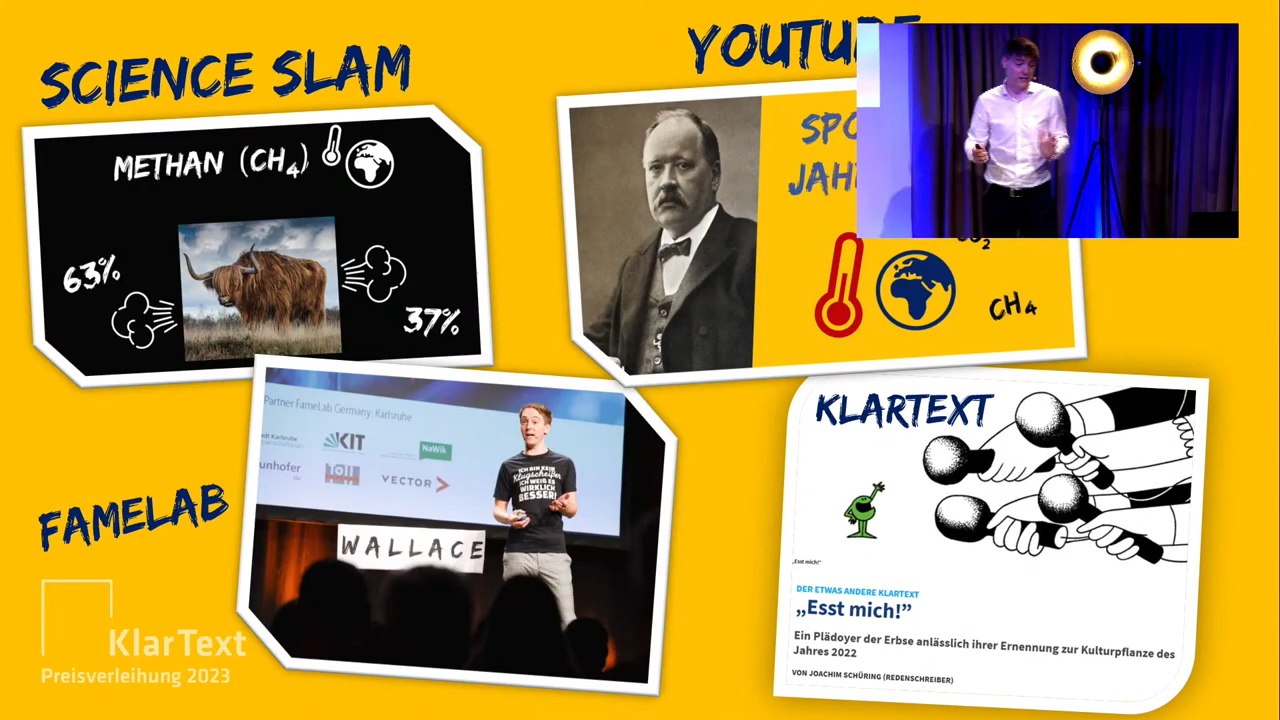 SCIENCE SLAM
METHAN (CH4)
63%
37%
CO2
CH4
FAMELAB
Partner FameLab Germany: Karlsruhe
KIT
NaWik
VECTOR
ICH BIN KEIN
Klugscheißer
ICH WEIß ES
WIRKLICH
BESSER!
WALLACE
KLARTEXT
„Esst mich!"
DER ETWAS ANDERE KLARTEXT
„Esst mich!”
Ein Plädoyer der Erbse anlässlich ihrer Ernennung zur Kulturpflanze des
Jahres 2022
VON JOACHIM SCHÜRING (REDENSCHREIBER)
KlarText
Preisverleihung 2023